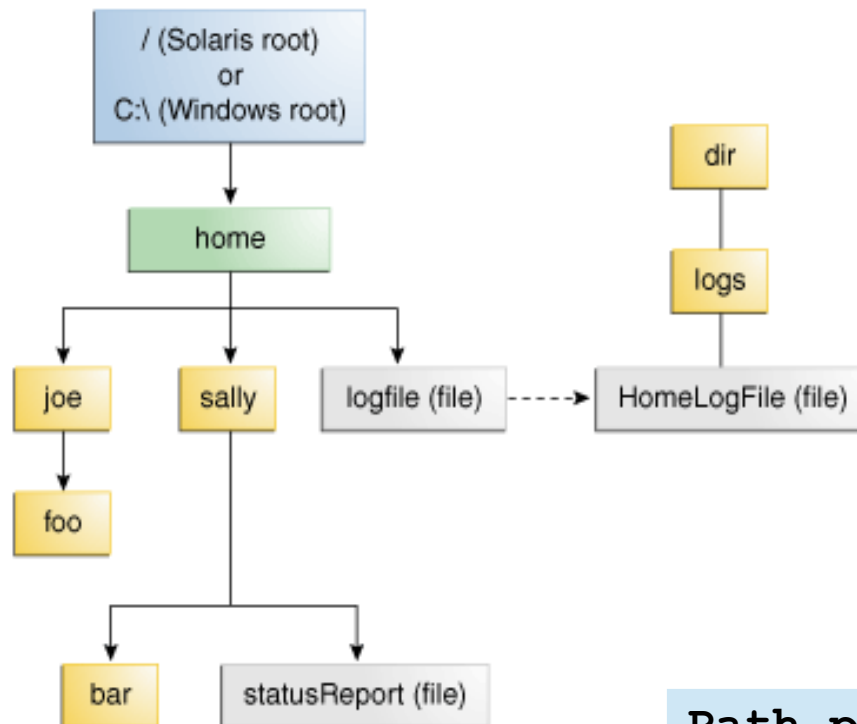 / (Solaris root)
or
C:\ (Windows root)
dir
home
logs
joe
sally
logfile (file)
HomeLogFile (file)
foo
bar
statusReport (file)